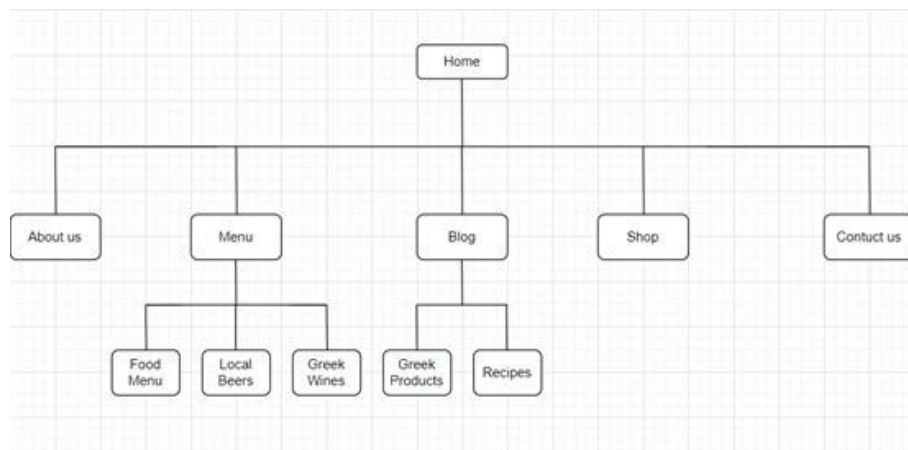 Home
About us
Menu
Blog
Shop
Contuct us
Food
Menu
Local
Beers
Greek
Wines
Greek
Products
Recipes